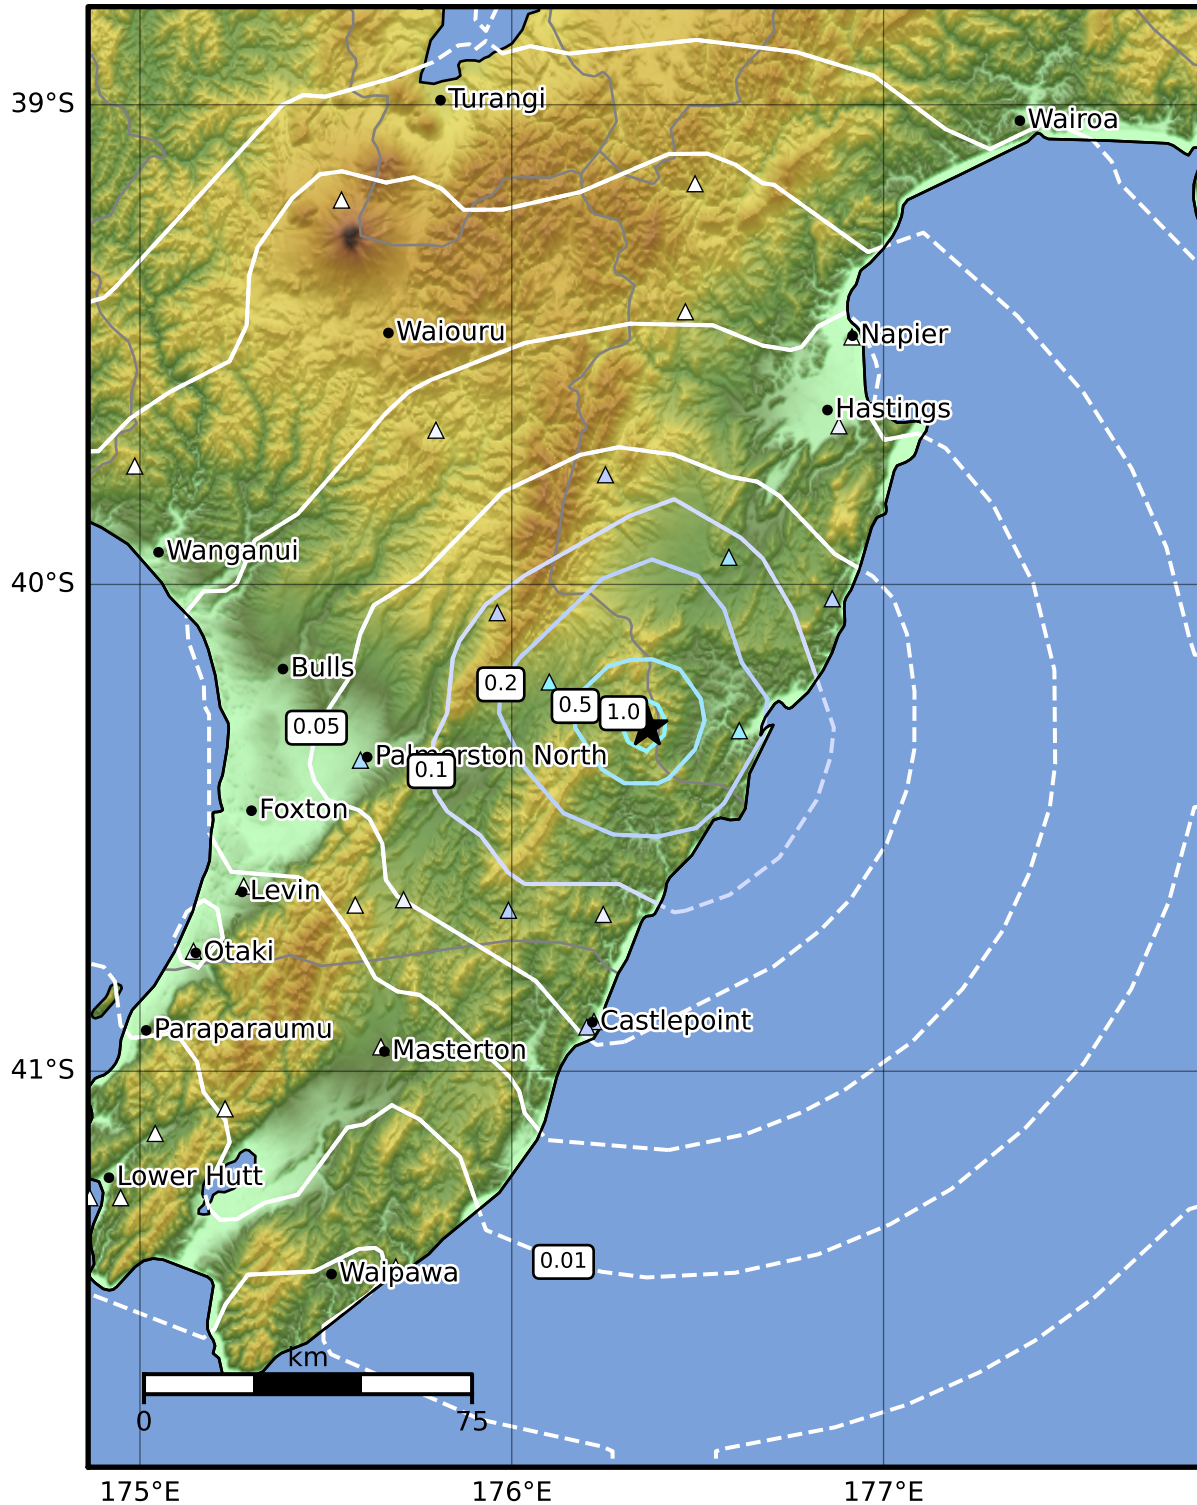 39°S
Turangi
Wairoa
Waiouru
Napier
Hastings
Wanganui
40°S
Bulls
0.2
0.5
1.0
0.05
Palmerston North
0.1
Foxton
Levin
Otaki
Castlepoint
Paraparaumu
Masterton
41°S
Lower Hutt
0.01
Waipawa
km
0
75
175°E
176°E
177°E